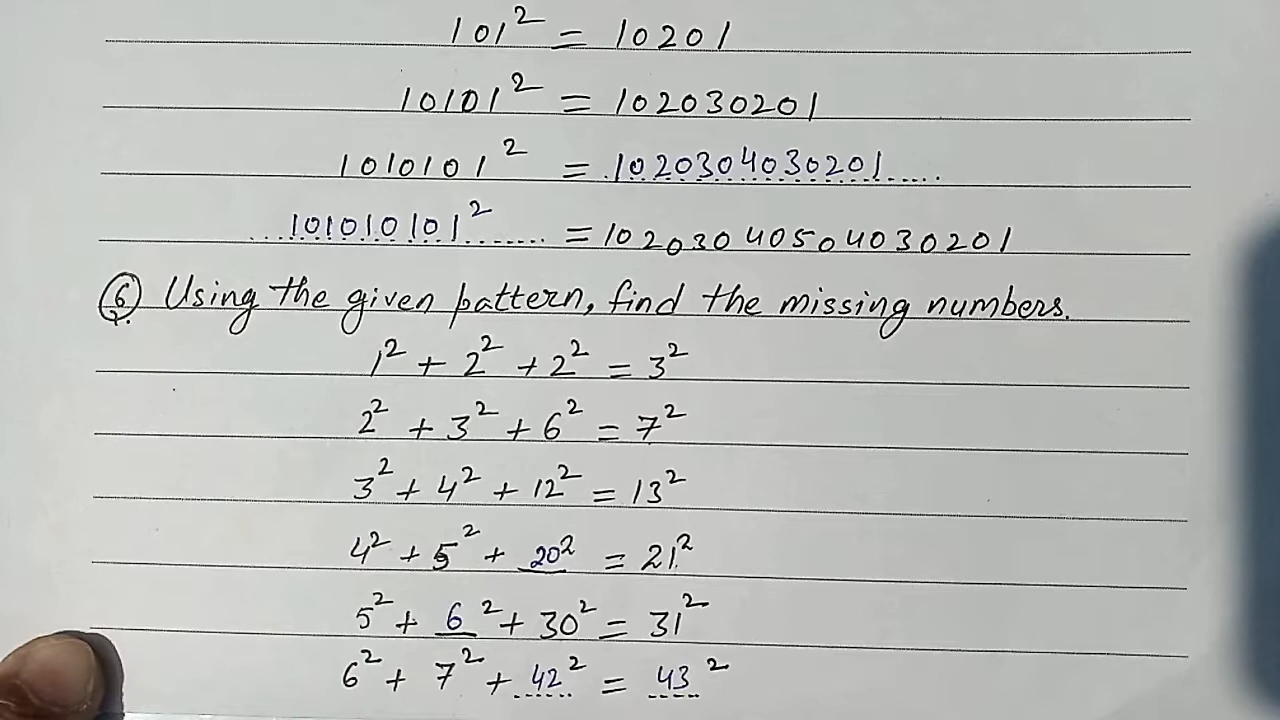 101² = 10201
10101² = 102030201
1010101² = 1020304030201
101010101² = 10203040504030201
6. Using the given pattern, find the missing numbers.
1² + 2² + 2² = 3²
2² + 3² + 6² = 7²
3² + 4² + 12² = 13²
4² + 5² + 20² = 21²
5² + 6² + 30² = 31²
6² + 7² + 42² = 43²